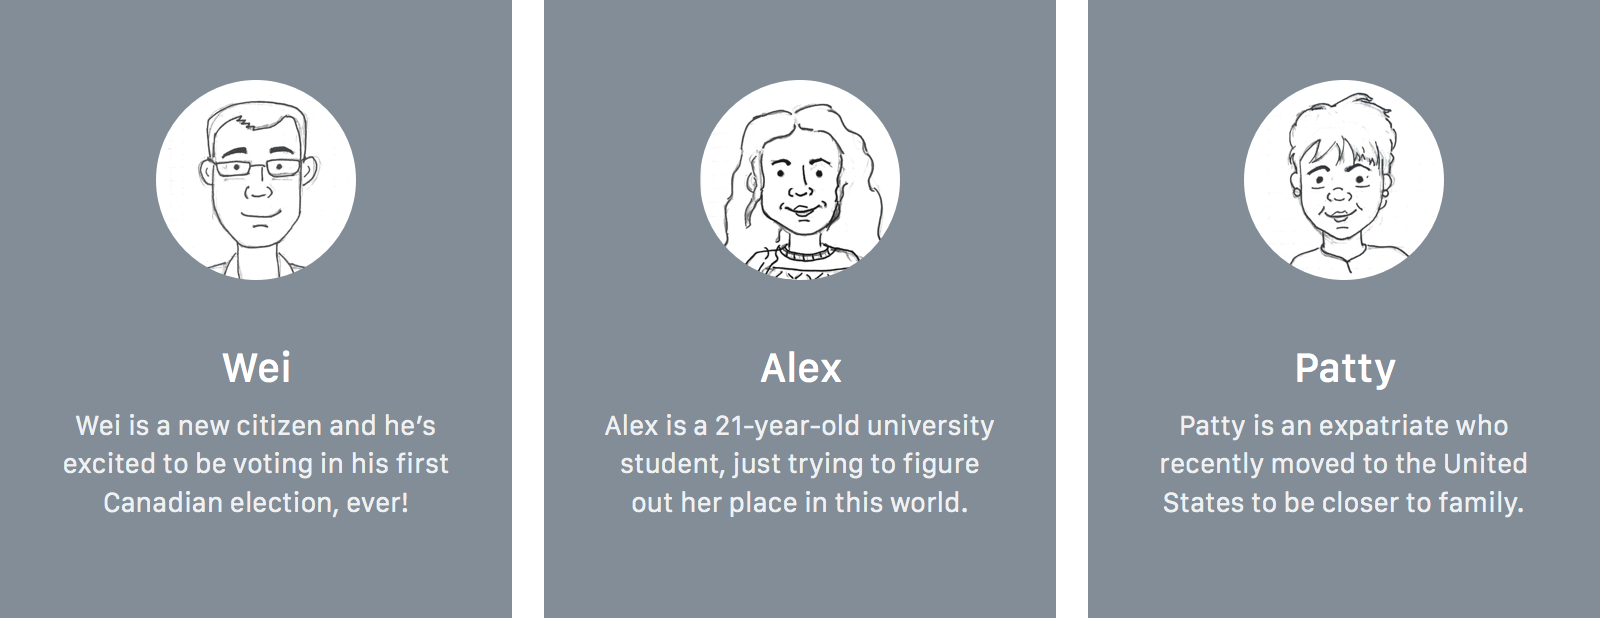 Wei
Wei is a new citizen and he’s
excited to be voting in his first
Canadian election, ever!
Alex
Alex is a 21-year-old university
student, just trying to figure
out her place in this world.
Patty
Patty is an expatriate who
recently moved to the United
States to be closer to family.